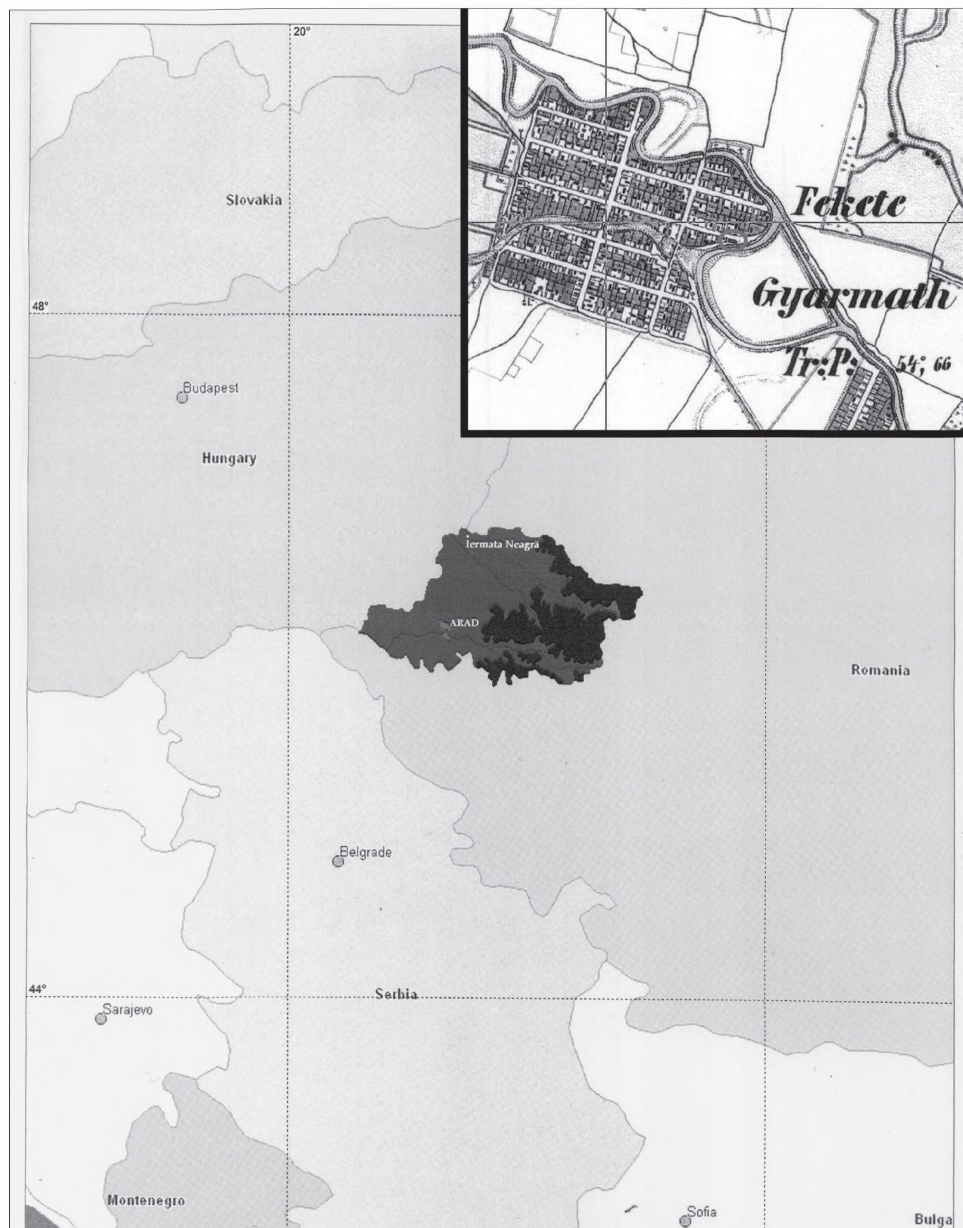 20°
Fekete
Gyarmath
Tr:P: 54°, 66
Slovakia
48°
Budapest
Hungary
Iermata Neagră
ARAD
Romania
Belgrade
44°
Serbia
Sarajevo
Montenegro
Sofia
Bulga